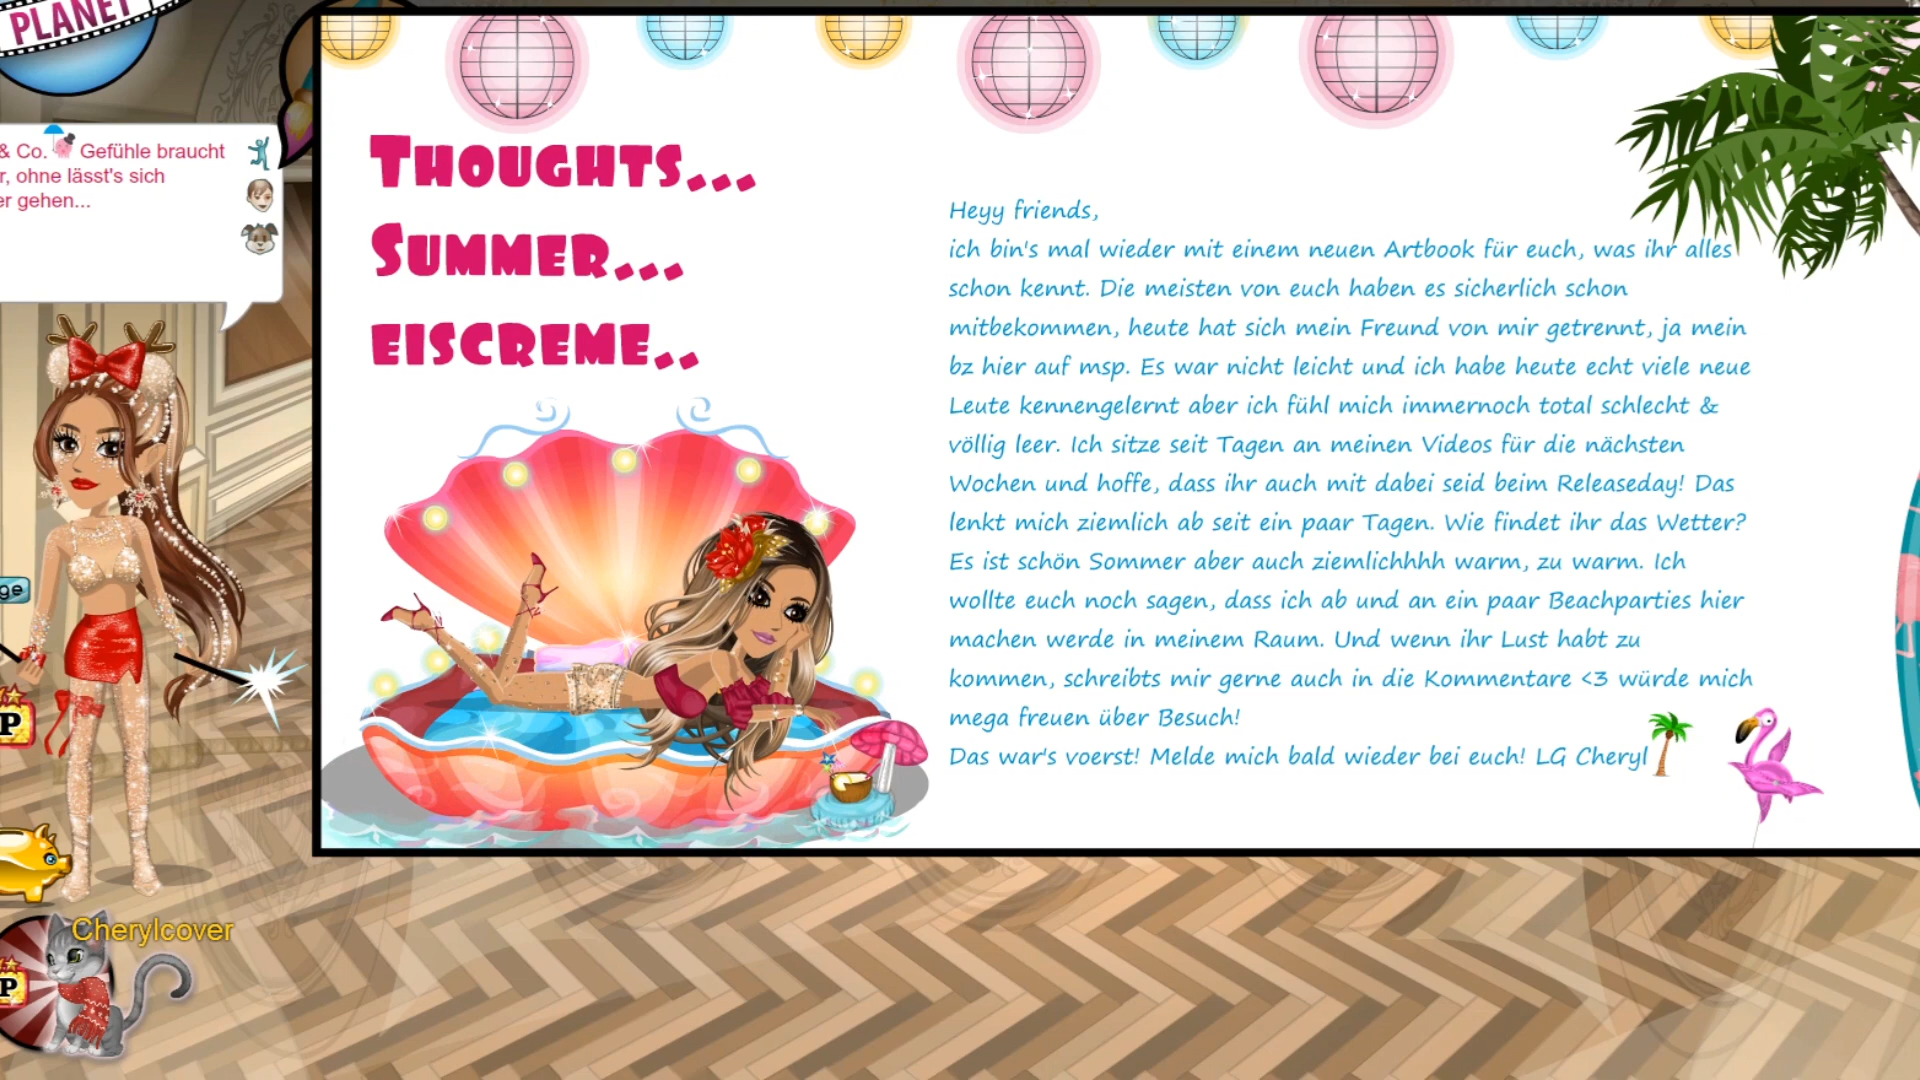 PLANET
& Co. Gefühle braucht
r, ohne lässt's sich
er gehen...
ge
P
Cherylcover
P
THOUGHTS...
SUMMER...
EISCREME..
Heyy friends,
ich bin's mal wieder mit einem neuen Artbook für euch, was ihr alles
schon kennt. Die meisten von euch haben es sicherlich schon
mitbekommen, heute hat sich mein Freund von mir getrennt, ja mein
bz hier auf msp. Es war nicht leicht und ich habe heute echt viele neue
Leute kennengelernt aber ich fühl mich immernoch total schlecht &
völlig leer. Ich sitze seit Tagen an meinen Videos für die nächsten
Wochen und hoffe, dass ihr auch mit dabei seid beim Releaseday! Das
lenkt mich ziemlich ab seit ein paar Tagen. Wie findet ihr das Wetter?
Es ist schön Sommer aber auch ziemlichhhh warm, zu warm. Ich
wollte euch noch sagen, dass ich ab und an ein paar Beachparties hier
machen werde in meinem Raum. Und wenn ihr Lust habt zu
kommen, schreibts mir gerne auch in die Kommentare <3 würde mich
mega freuen über Besuch!
Das war's voerst! Melde mich bald wieder bei euch! LG Cheryl